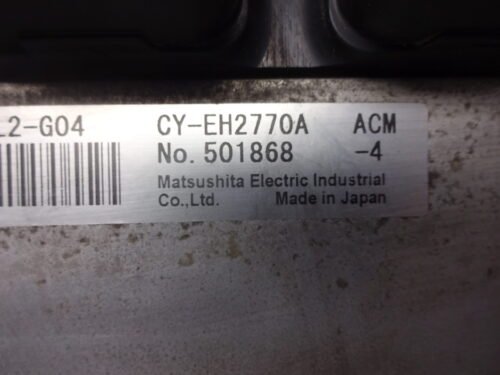 L2-G04 CY-EH2770A ACM
No. 501868 -4
Matsushita Electric Industrial
Co.,Ltd. Made in Japan